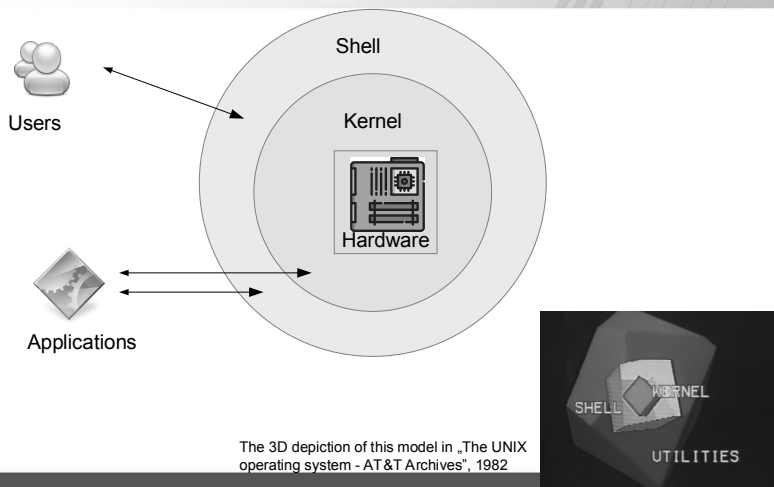 Shell
Users
Kernel
Hardware
Applications
The 3D depiction of this model in „The UNIX
operating system - AT&T Archives”, 1982
SHELL
KERNEL
UTILITIES